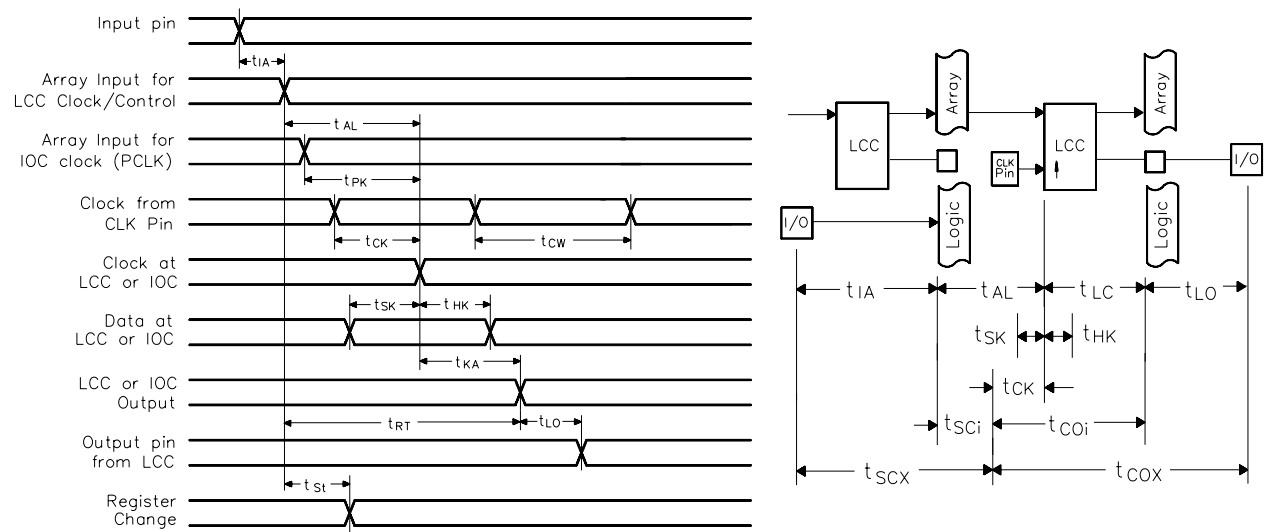 Input pin
tIA
Array Input for
LCC Clock/Control
tAL
Array Input for
IOC clock (PCLK)
tPK
Clock from
CLK Pin
tCK
tCW
Clock at
LCC or IOC
tSK
tHK
Data at
LCC or IOC
tKA
LCC or IOC
Output
tRT
tLO
Output pin
from LCC
tSt
Register
Change
Array
Array
LCC
CLK
Pin
LCC
I/O
I/O
Logic
Logic
tIA
tAL
tLC
tLO
tSK
tHK
tCK
tSCi
tCOi
tSCX
tCOX